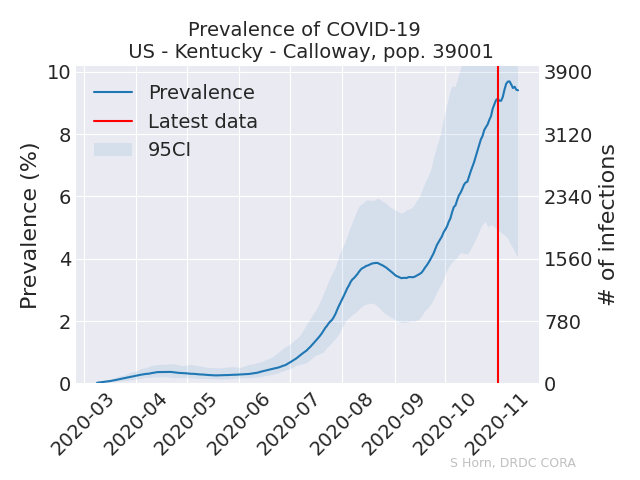 Prevalence of COVID-19
US - Kentucky - Calloway, pop. 39001
Prevalence
Latest data
95CI
Prevalence (%)
10
8
6
4
2
0
3900
3120
2340
1560
780
0
# of infections
2020-03
2020-04
2020-05
2020-06
2020-07
2020-08
2020-09
2020-10
2020-11
S Horn, DRDC CORA